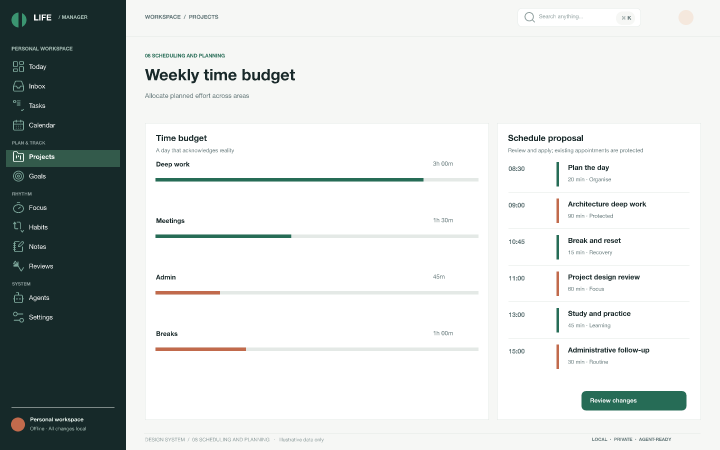 LIFE / MANAGER
PERSONAL WORKSPACE
Today
Inbox
Tasks
Calendar
PLAN & TRACK
Projects
Goals
RHYTHM
Focus
Habits
Notes
Reviews
SYSTEM
Agents
Settings
Personal workspace
Offline · All changes local
WORKSPACE / PROJECTS
Search anything...
⌘ K
08 SCHEDULING AND PLANNING
Weekly time budget
Allocate planned effort across areas
Time budget
A day that acknowledges reality
Deep work 3h 00m
Meetings 1h 30m
Admin 45m
Breaks 1h 00m
Schedule proposal
Review and apply; existing appointments are protected
08:30 Plan the day
20 min · Organise
09:00 Architecture deep work
90 min · Protected
10:45 Break and reset
15 min · Recovery
11:00 Project design review
60 min · Focus
13:00 Study and practice
45 min · Learning
15:00 Administrative follow-up
30 min · Routine
Review changes
DESIGN SYSTEM / 08 SCHEDULING AND PLANNING · Illustrative data only
LOCAL · PRIVATE · AGENT-READY